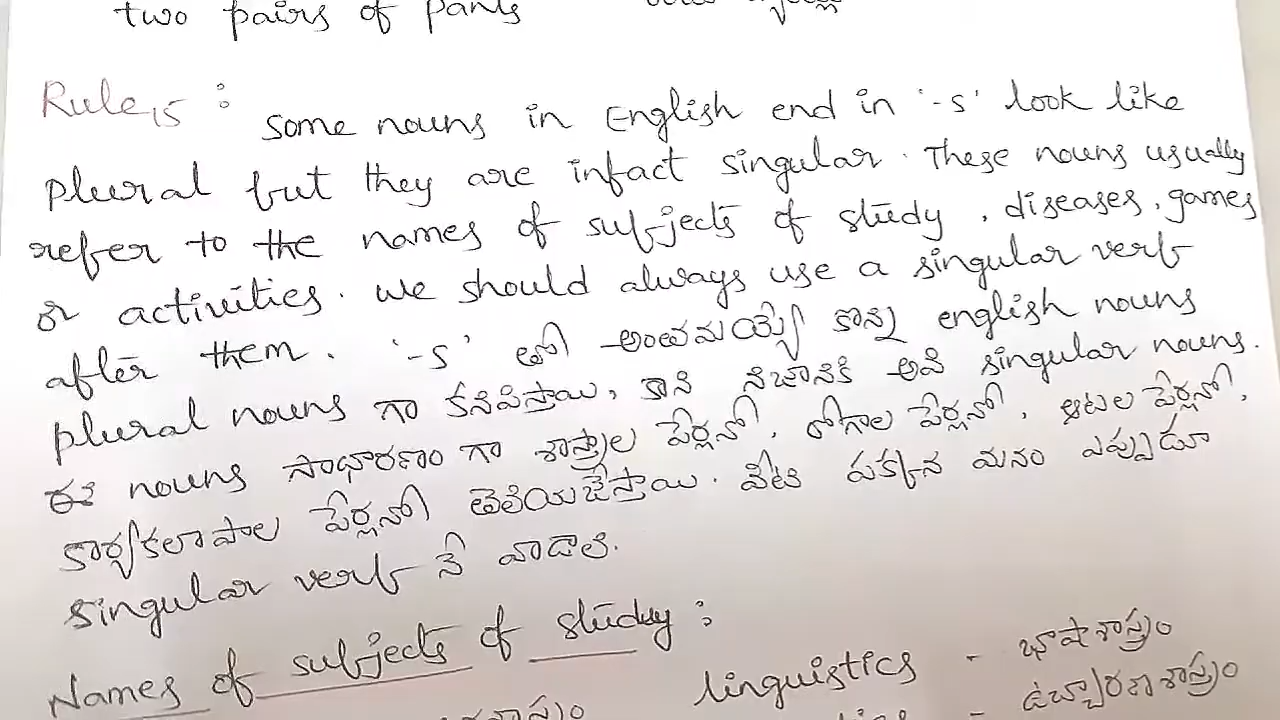 two pairs of pants
Rule 15 :
Some nouns in English end in '-s' look like
plural but they are infact singular. These nouns usually
refer to the names of subjects of study, diseases, games
or activities. we should always use a singular verb
after them. '-s' తో అంతమయ్యే కొన్ని english nouns
plural nouns గా కనిపిస్తాయి, కాని నిజానికి అవి singular nouns.
ఈ nouns సాధారణం గా శాస్త్రాల పేర్లనో, రోగాల పేర్లనో, ఆటల పేర్లనో,
కార్యకలాపాల పేర్లనో తెలియజేస్తాయి. వీటి పక్కన మనం ఎప్పుడూ
singular verb నే వాడాలి.
Names of subjects of study :
linguistics - భాషాశాస్త్రం
- ఉచ్చారణశాస్త్రం